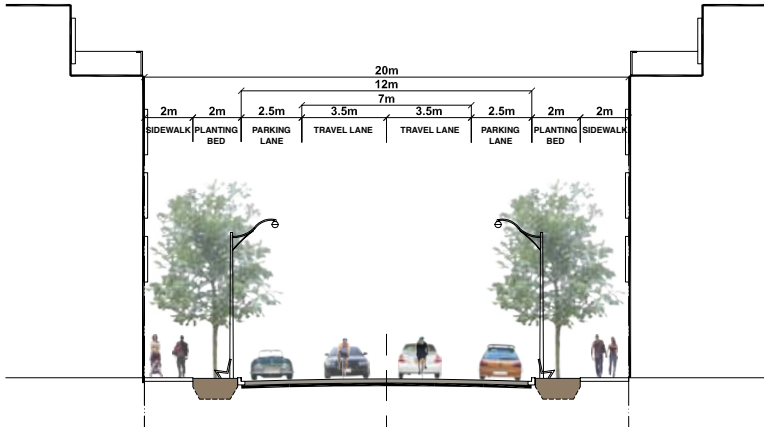 20m
12m
7m
2m 2m 2.5m 3.5m 3.5m 2.5m 2m 2m
SIDEWALK PLANTING PARKING TRAVEL LANE TRAVEL LANE PARKING PLANTING SIDEWALK
BED LANE LANE BED